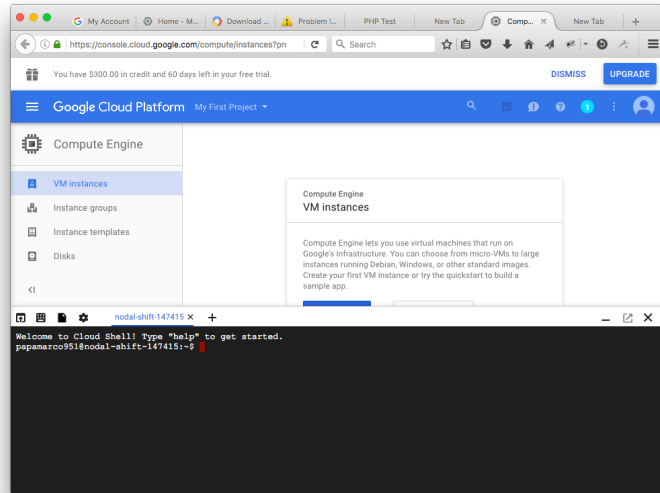 My Account
Home - M...
Download ...
Problem l...
PHP Test
New Tab
Comp...
New Tab
https://console.cloud.google.com/compute/instances?pro
Search
You have $300.00 in credit and 60 days left in your free trial.
DISMISS
UPGRADE
Google Cloud Platform
My First Project
1
Compute Engine
VM instances
Instance groups
Instance templates
Disks
Compute Engine
VM instances
Compute Engine lets you use virtual machines that run on
Google's infrastructure. You can choose from micro-VMs to large
instances running Debian, Windows, or other standard images.
Create your first VM instance or try the quickstart to build a
sample app.
nodal-shift-147415
Welcome to Cloud Shell! Type "help" to get started.
papamarco951@nodal-shift-147415:~$